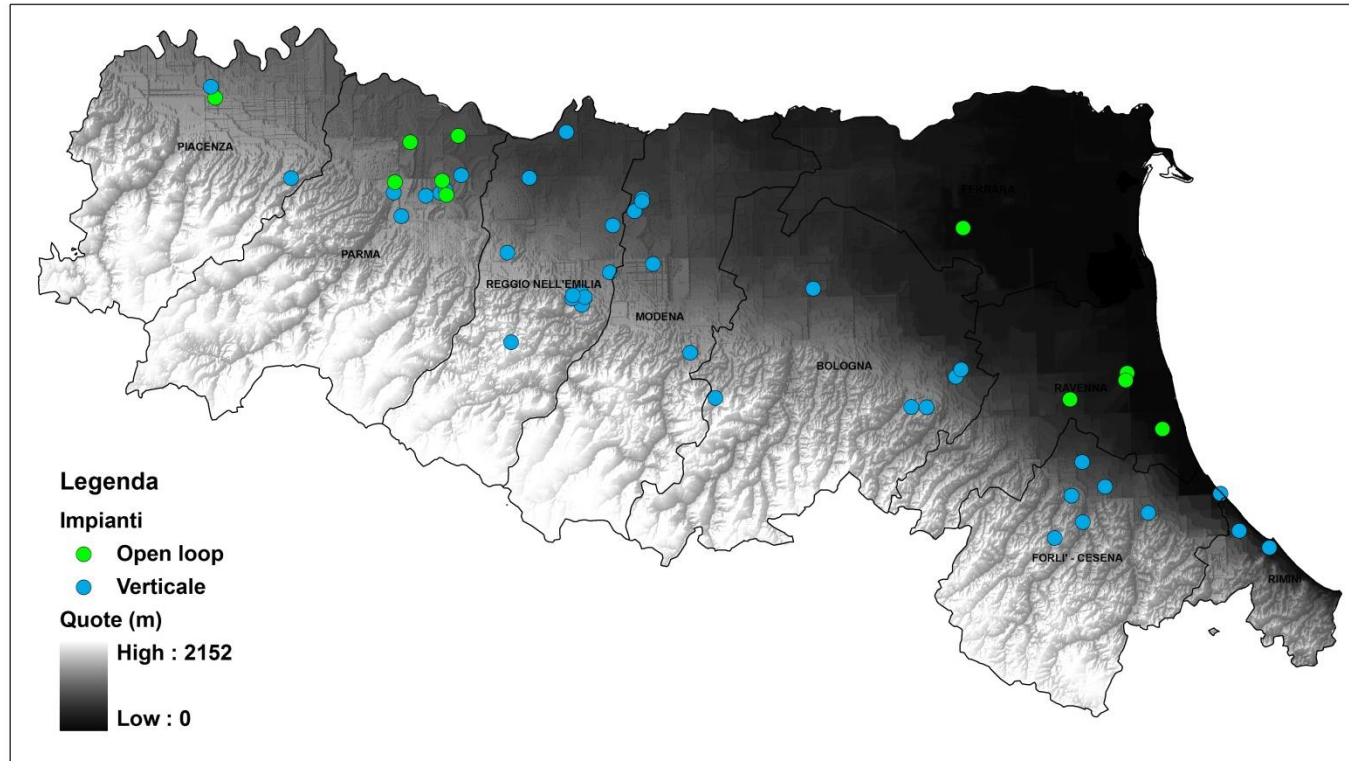 PIACENZA
FERRARA
PARMA
REGGIO NELL'EMILIA
MODENA
BOLOGNA
RAVENNA
FORLI' - CESENA
RIMINI
Legenda
Impianti
Open loop
Verticale
Quote (m)
High : 2152
Low : 0